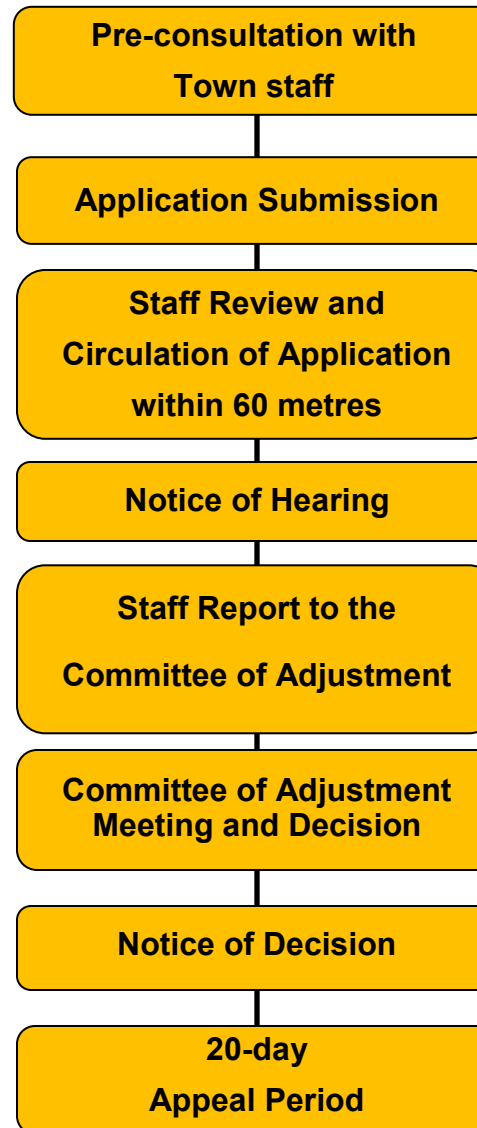 Pre-consultation with
Town staff
Application Submission
Staff Review and
Circulation of Application
within 60 metres
Notice of Hearing
Staff Report to the
Committee of Adjustment
Committee of Adjustment
Meeting and Decision
Notice of Decision
20-day
Appeal Period